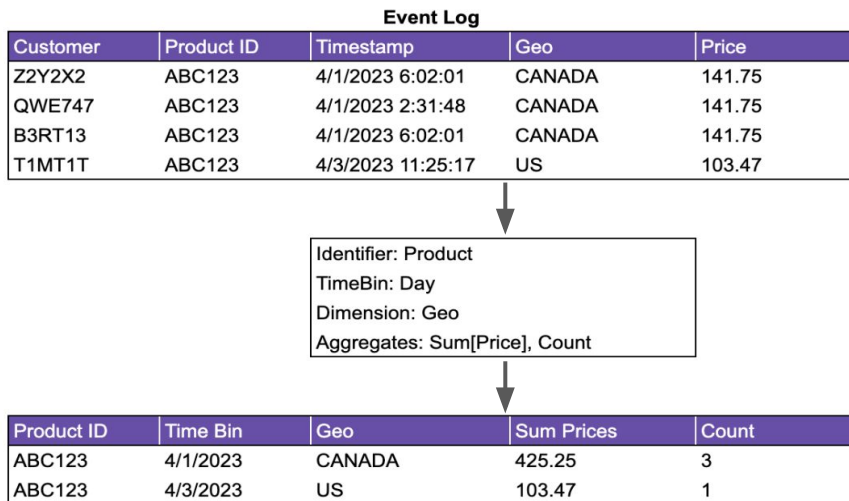 Event Log
Customer Product ID Timestamp Geo Price
Z2Y2X2 ABC123 4/1/2023 6:02:01 CANADA 141.75
QWE747 ABC123 4/1/2023 2:31:48 CANADA 141.75
B3RT13 ABC123 4/1/2023 6:02:01 CANADA 141.75
T1MT1T ABC123 4/3/2023 11:25:17 US 103.47
Identifier: Product
TimeBin: Day
Dimension: Geo
Aggregates: Sum[Price], Count
Product ID Time Bin Geo Sum Prices Count
ABC123 4/1/2023 CANADA 425.25 3
ABC123 4/3/2023 US 103.47 1